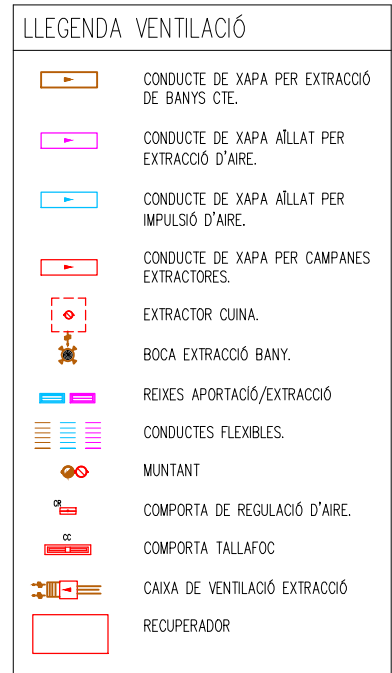 LLEGENDA VENTILACIÓ
CONDUCTE DE XAPA PER EXTRACCIÓ
DE BANYS CTE.
CONDUCTE DE XAPA AÏLLAT PER
EXTRACCIÓ D'AIRE.
CONDUCTE DE XAPA AÏLLAT PER
IMPULSIÓ D'AIRE.
CONDUCTE DE XAPA PER CAMPANES
EXTRACTORES.
EXTRACTOR CUINA.
BOCA EXTRACCIÓ BANY.
REIXES APORTACÍÓ/EXTRACCIÓ
CONDUCTES FLEXIBLES.
MUNTANT
CR
COMPORTA DE REGULACIÓ D'AIRE.
CC
COMPORTA TALLAFOC
CAIXA DE VENTILACIÓ EXTRACCIÓ
RECUPERADOR